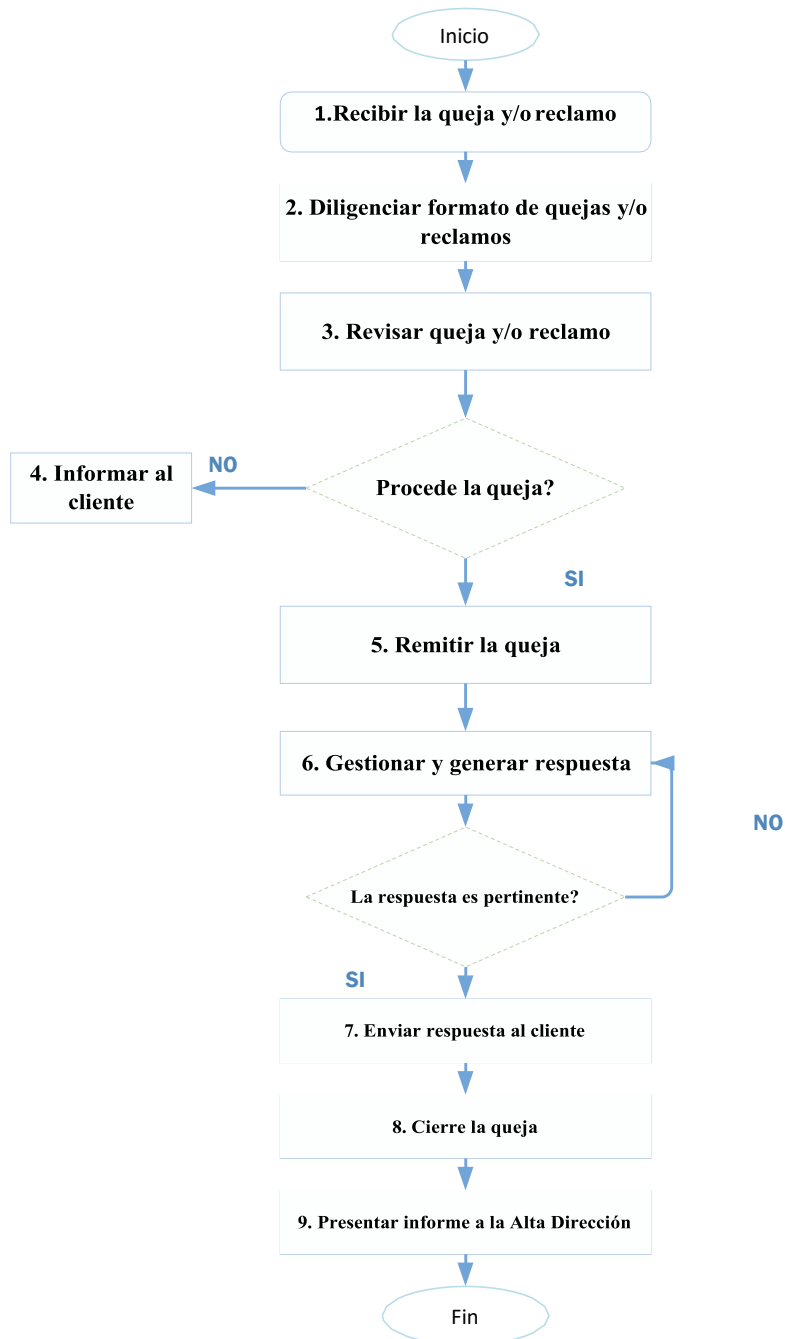 Inicio
1.Recibir la queja y/o reclamo
2. Diligenciar formato de quejas y/o
reclamos
3. Revisar queja y/o reclamo
Procede la queja?
NO
4. Informar al
cliente
SI
5. Remitir la queja
6. Gestionar y generar respuesta
NO
La respuesta es pertinente?
SI
7. Enviar respuesta al cliente
8. Cierre la queja
9. Presentar informe a la Alta Dirección
Fin